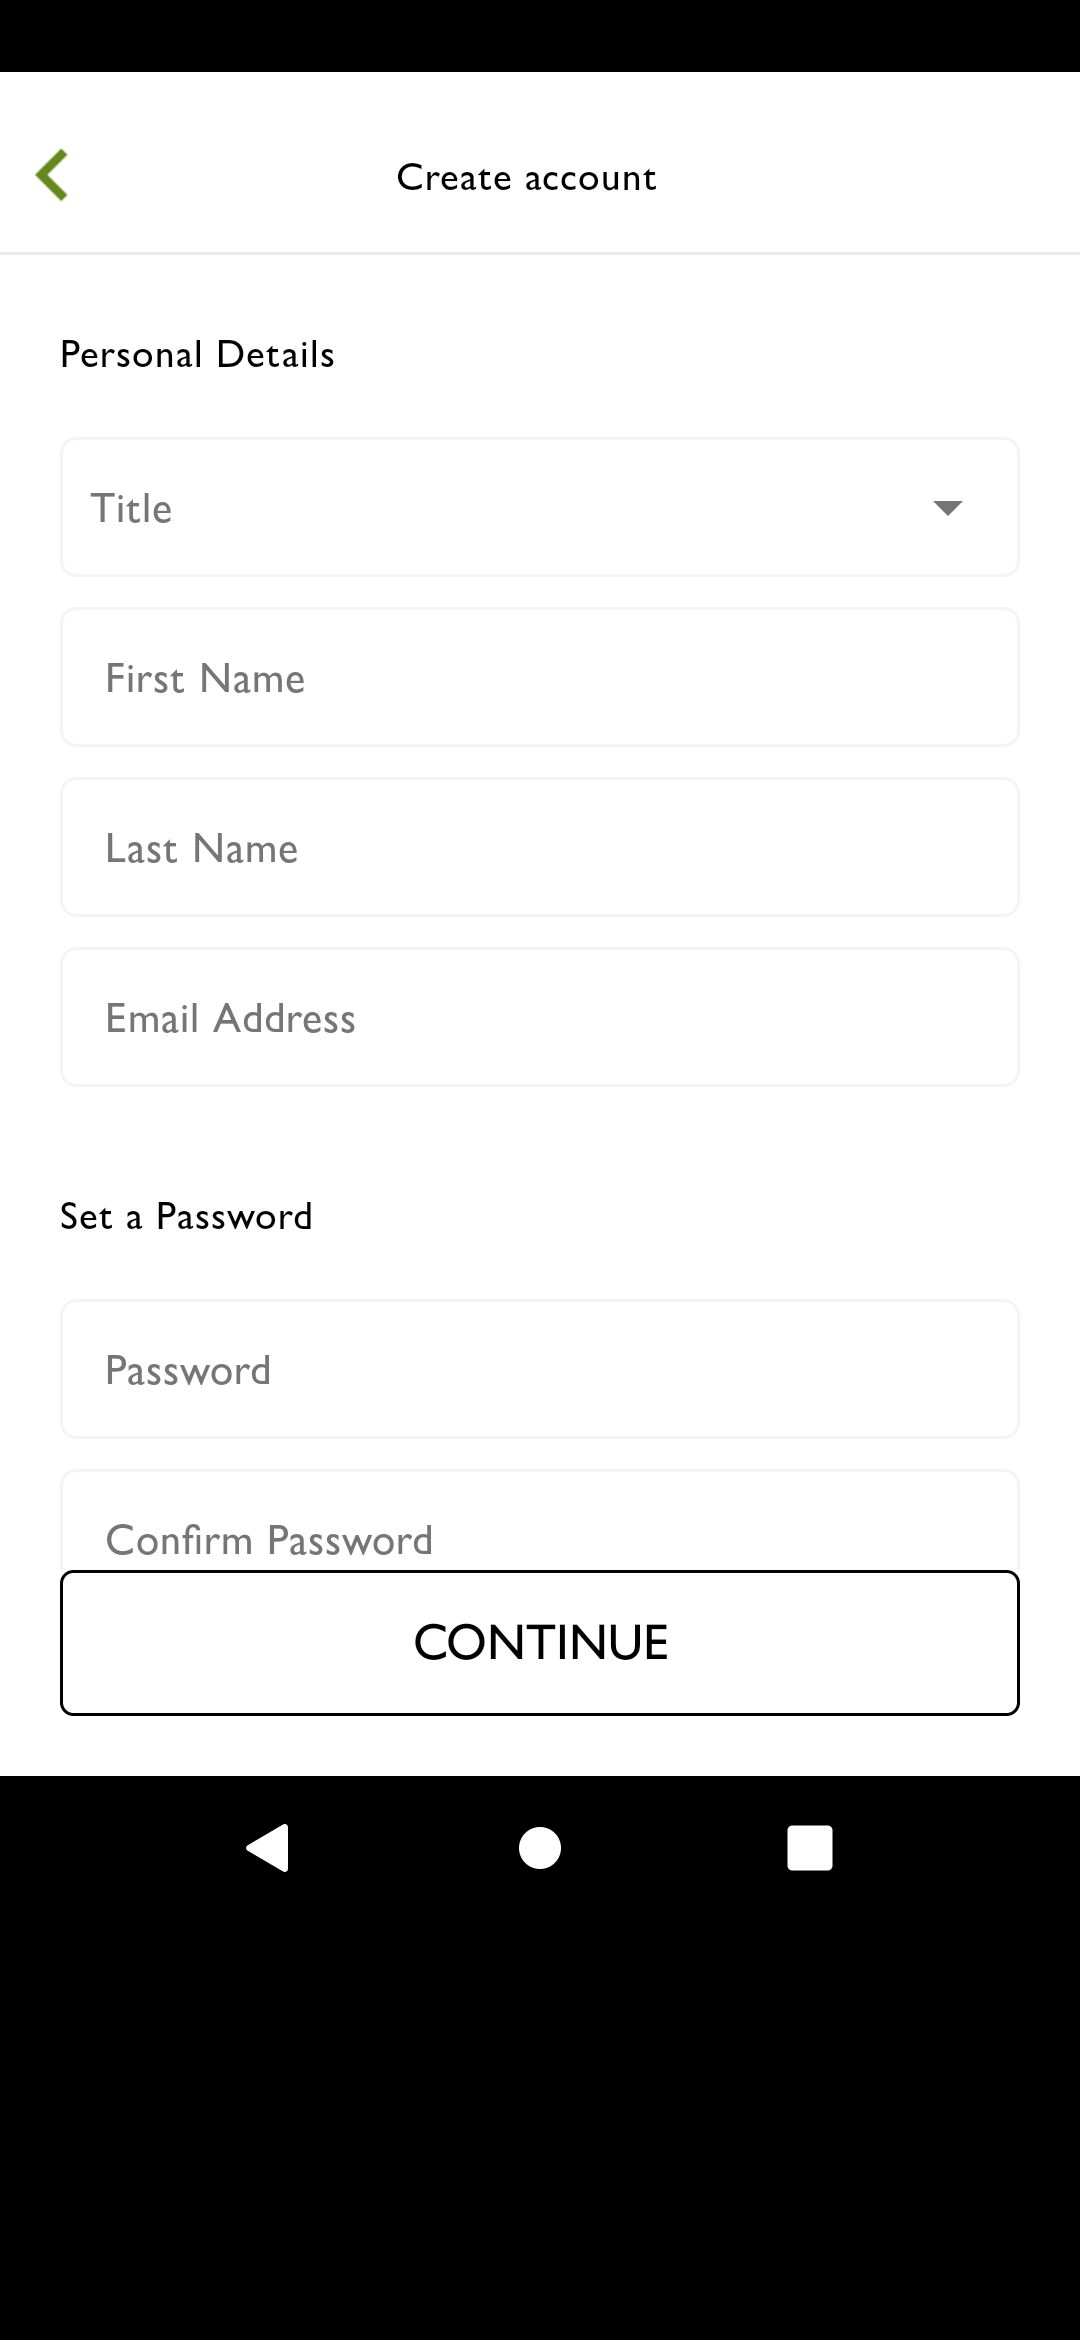 Create account
Personal Details
Title
First Name
Last Name
Email Address
Set a Password
Password
Confirm Password
CONTINUE